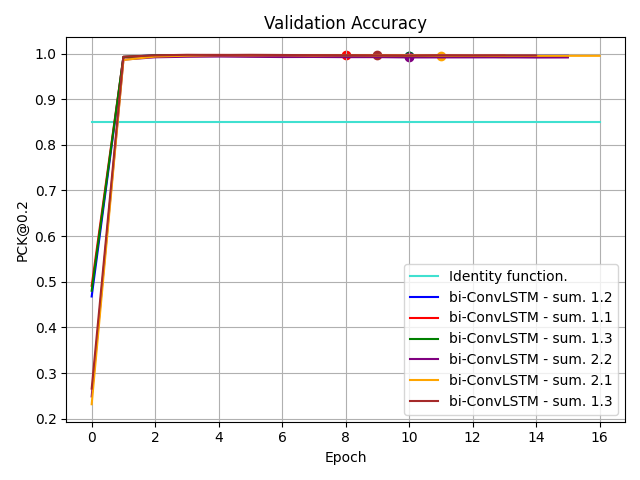 Validation Accuracy
PCK@0.2
1.0
0.9
0.8
0.7
0.6
0.5
0.4
0.3
0.2
Identity function.
bi-ConvLSTM - sum. 1.2
bi-ConvLSTM - sum. 1.1
bi-ConvLSTM - sum. 1.3
bi-ConvLSTM - sum. 2.2
bi-ConvLSTM - sum. 2.1
bi-ConvLSTM - sum. 1.3
0 2 4 6 8 10 12 14 16
Epoch